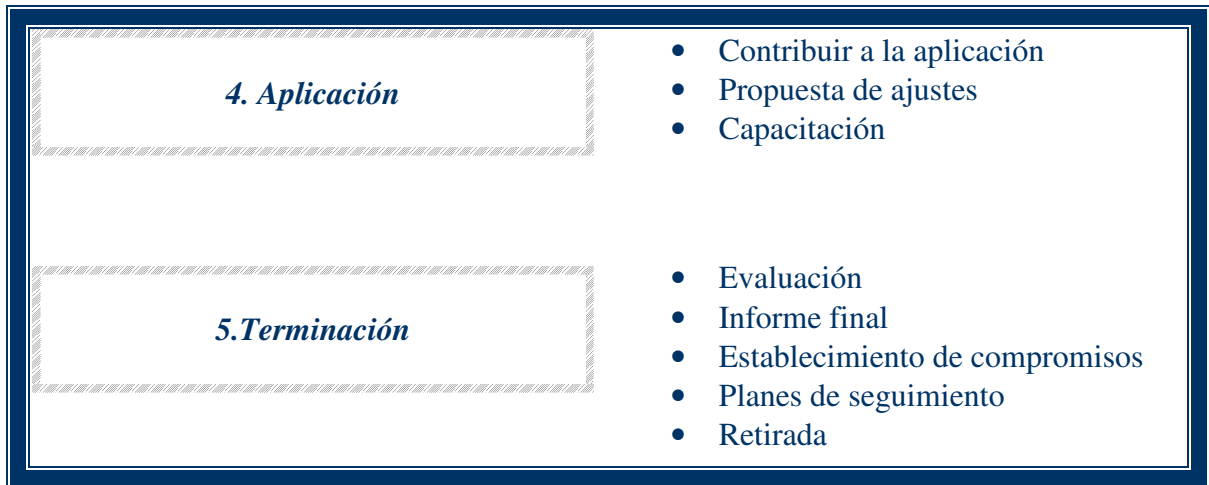 4. Aplicación
• Contribuir a la aplicación
• Propuesta de ajustes
• Capacitación
5.Terminación
• Evaluación
• Informe final
• Establecimiento de compromisos
• Planes de seguimiento
• Retirada